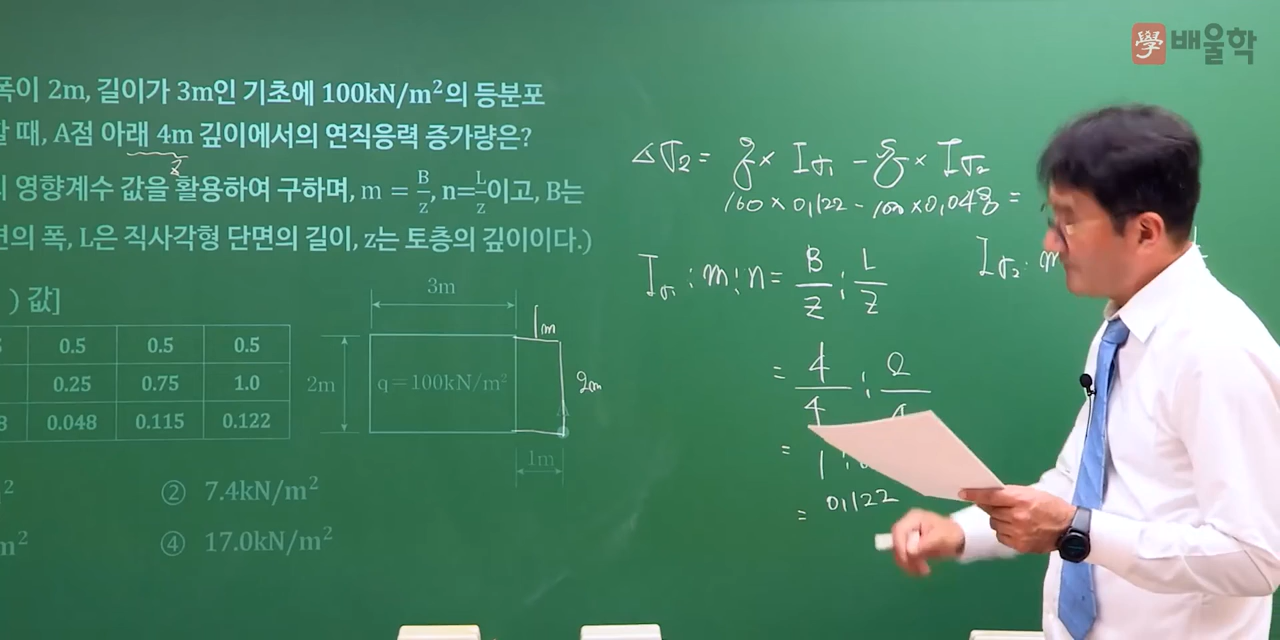 學 배울학
폭이 2m, 길이가 3m인 기초에 100kN/m²의 등분포
할 때, A점 아래 4m 깊이에서의 연직응력 증가량은?
z
영향계수 값을 활용하여 구하며, m = B/z, n=L/z이고, B는
면의 폭, L은 직사각형 단면의 길이, z는 토층의 깊이이다.)
) 값]
0.5 0.5 0.5
0.25 0.75 1.0
0.048 0.115 0.122
3m
1m
2m
q=100kN/m²
2m
1m
② 7.4kN/m²
m²
④ 17.0kN/m²
Δσz = q × Iσ1 - q × Iσ2
100 × 0.122 - 100 × 0.048 =
Iσ1 : m : n = B/Z : L/Z
Iσ2 : m
= 4/4 : 2/4
= 1 :
= 0.122